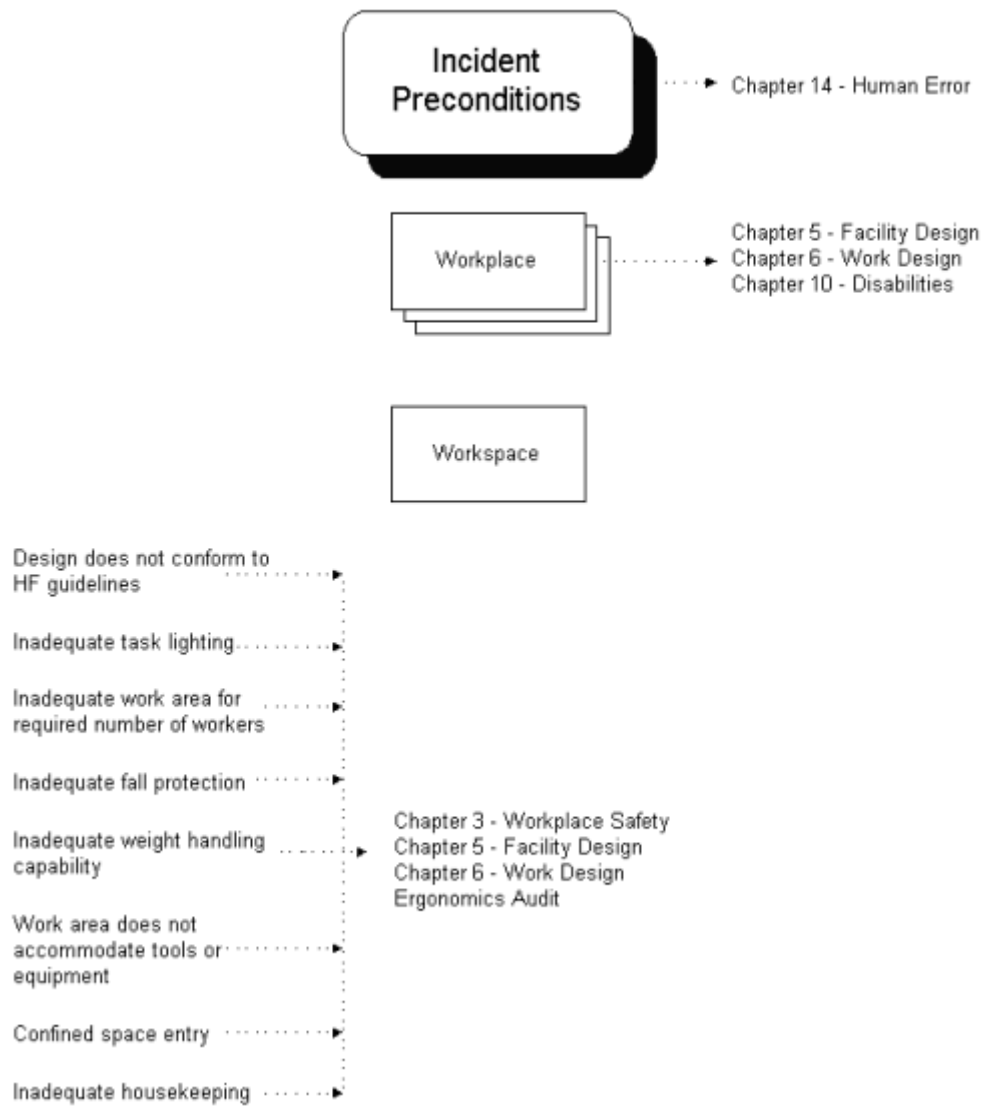 Incident
Preconditions
Chapter 14 - Human Error
Workplace
Chapter 5 - Facility Design
Chapter 6 - Work Design
Chapter 10 - Disabilities
Workspace
Design does not conform to
HF guidelines
Inadequate task lighting
Inadequate work area for
required number of workers
Inadequate fall protection
Inadequate weight handling
capability
Chapter 3 - Workplace Safety
Chapter 5 - Facility Design
Chapter 6 - Work Design
Ergonomics Audit
Work area does not
accommodate tools or
equipment
Confined space entry
Inadequate housekeeping